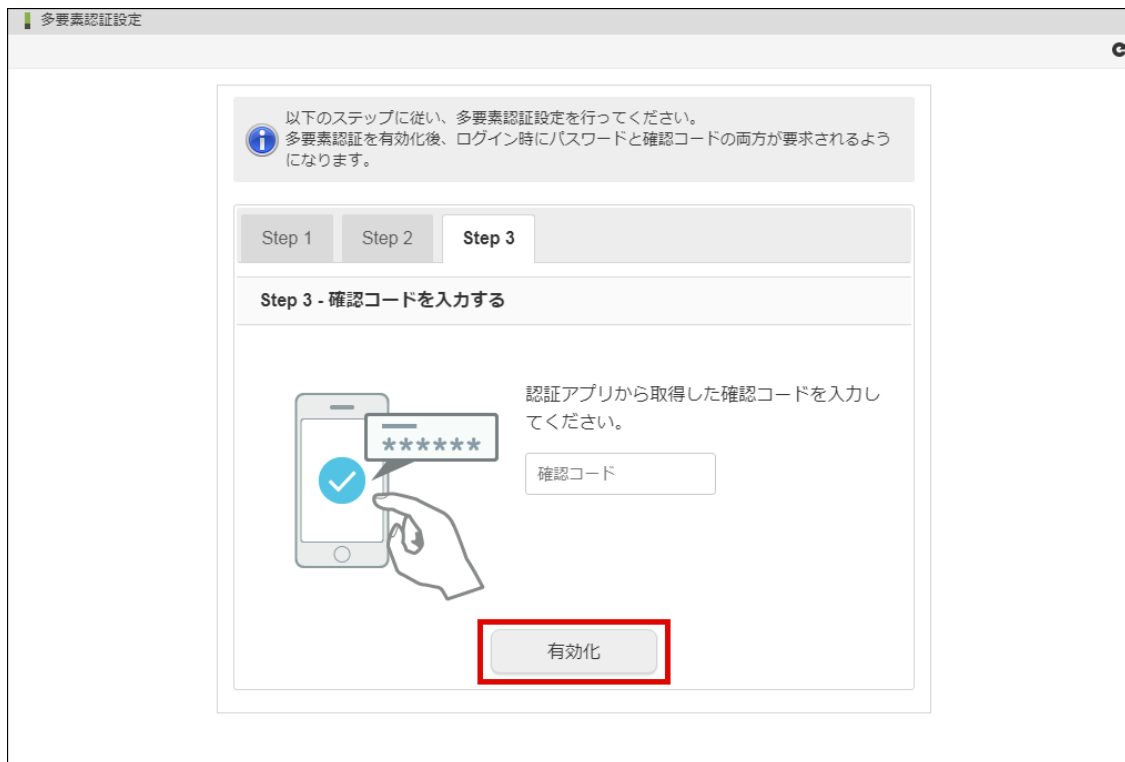 多要素認証設定
以下のステップに従い、多要素認証設定を行ってください。
多要素認証を有効化後、ログイン時にパスワードと確認コードの両方が要求されるよう
になります。
Step 1
Step 2
Step 3
Step 3 - 確認コードを入力する
認証アプリから取得した確認コードを入力し
てください。
******
確認コード
有効化